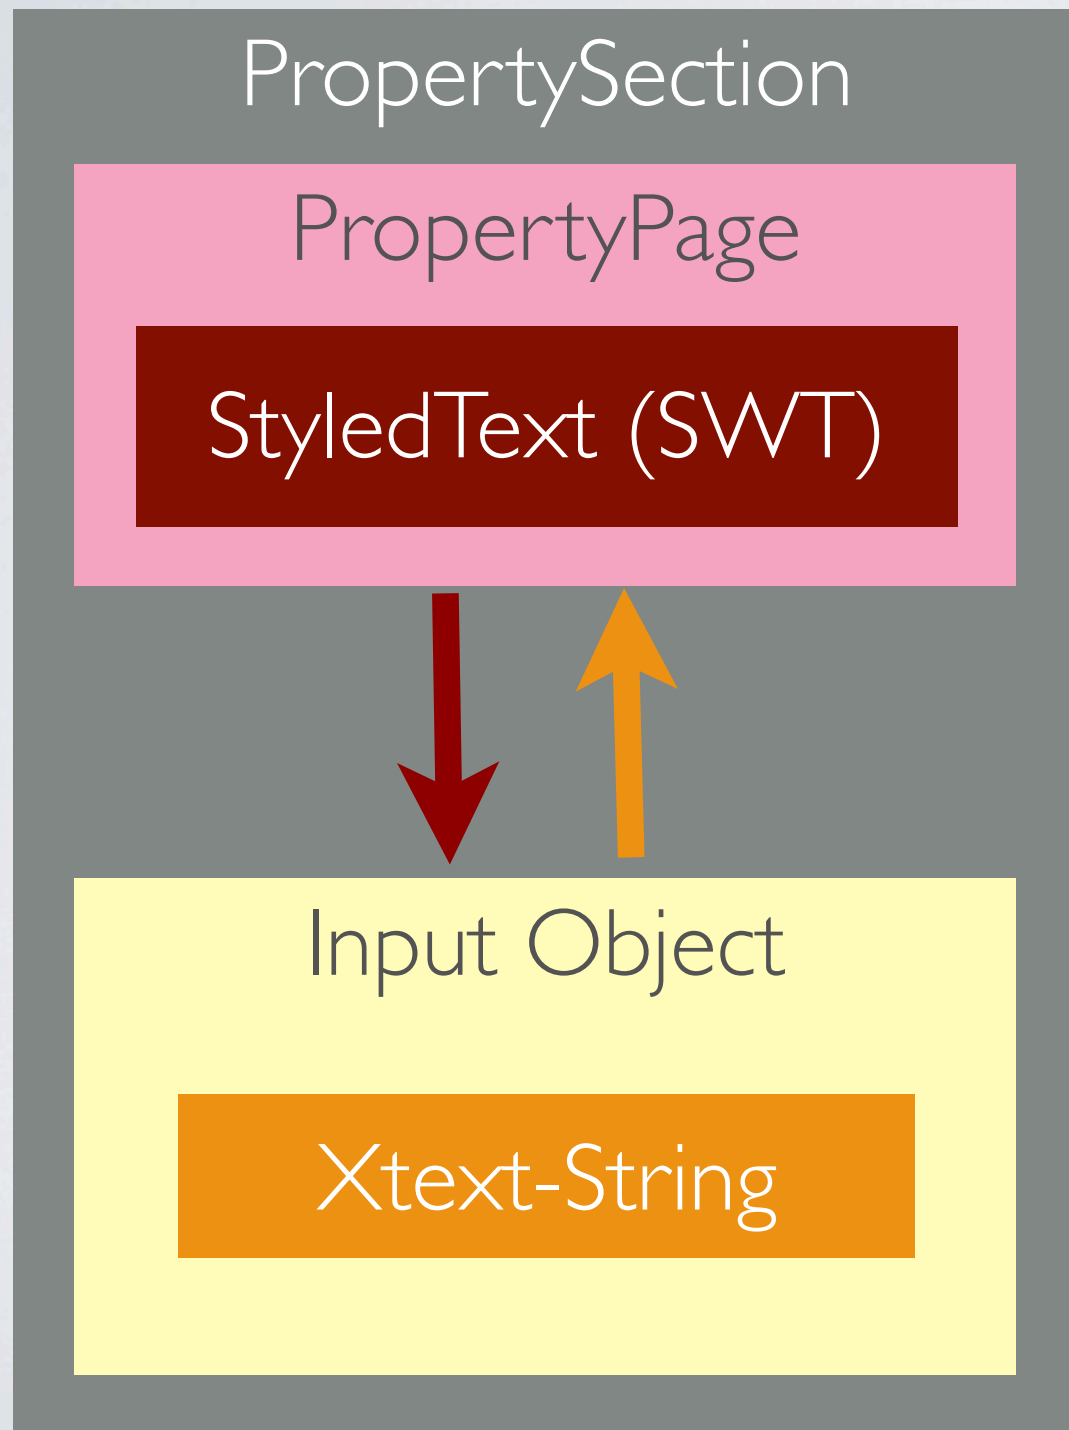 PropertySection
PropertyPage
StyledText (SWT)
Input Object
Xtext-String